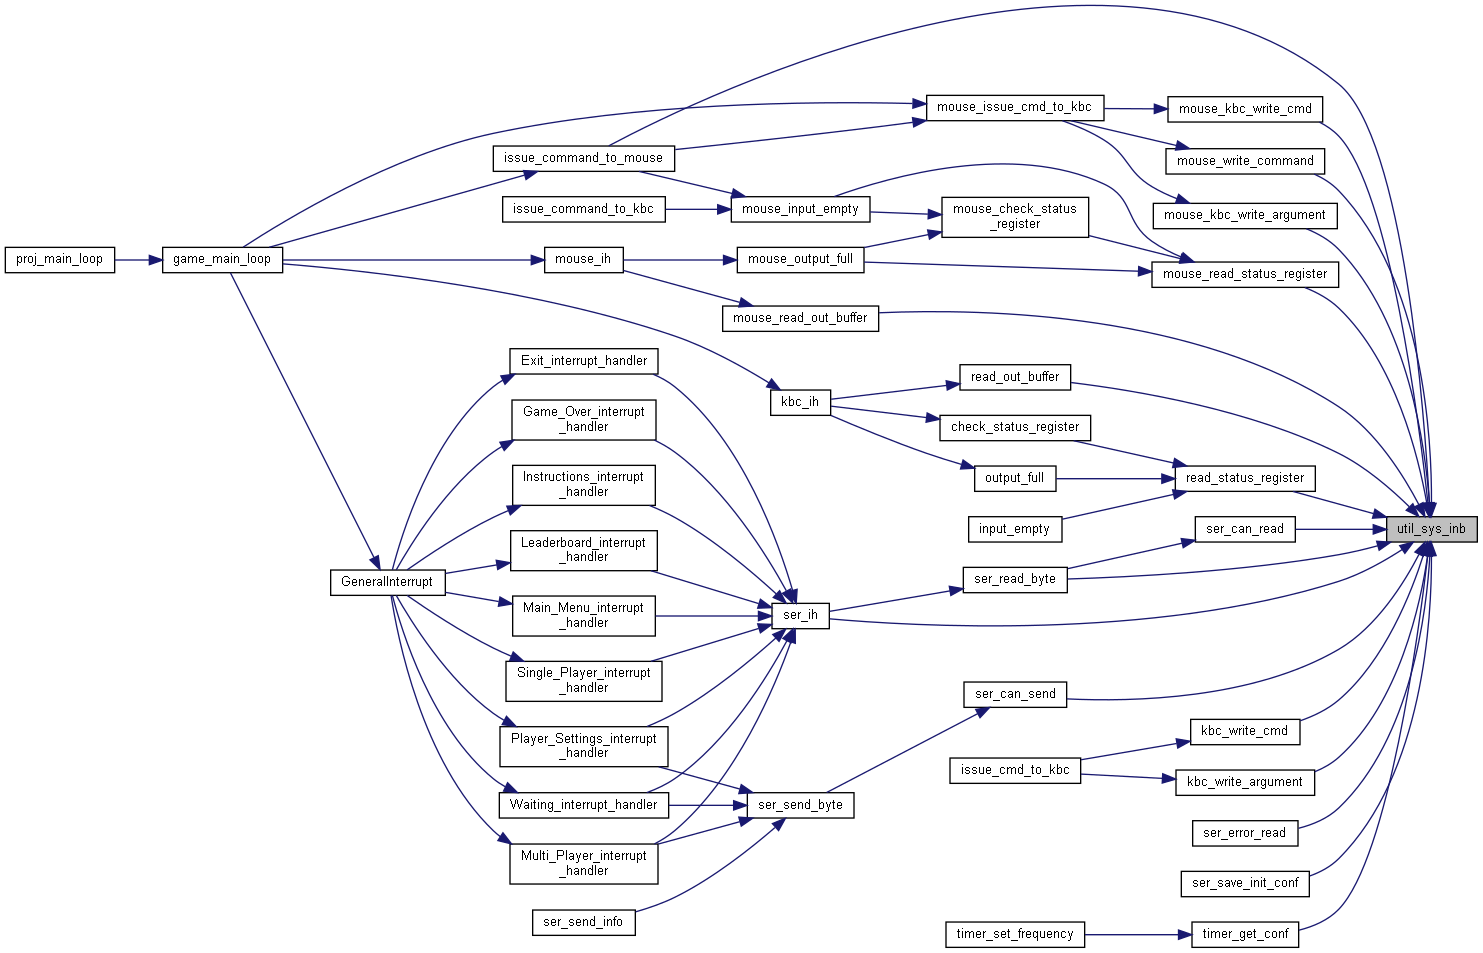 mouse_issue_cmd_to_kbc
mouse_kbc_write_cmd
issue_command_to_mouse
mouse_write_command
issue_command_to_kbc
mouse_input_empty
mouse_check_status
_register
mouse_kbc_write_argument
proj_main_loop
game_main_loop
mouse_ih
mouse_output_full
mouse_read_status_register
mouse_read_out_buffer
Exit_interrupt_handler
read_out_buffer
kbc_ih
Game_Over_interrupt
_handler
check_status_register
Instructions_interrupt
_handler
output_full
read_status_register
input_empty
ser_can_read
util_sys_inb
Leaderboard_interrupt
_handler
GeneralInterrupt
ser_read_byte
Main_Menu_interrupt
_handler
ser_ih
Single_Player_interrupt
_handler
ser_can_send
Player_Settings_interrupt
_handler
kbc_write_cmd
issue_cmd_to_kbc
kbc_write_argument
Waiting_interrupt_handler
ser_send_byte
ser_error_read
Multi_Player_interrupt
_handler
ser_save_init_conf
ser_send_info
timer_set_frequency
timer_get_conf